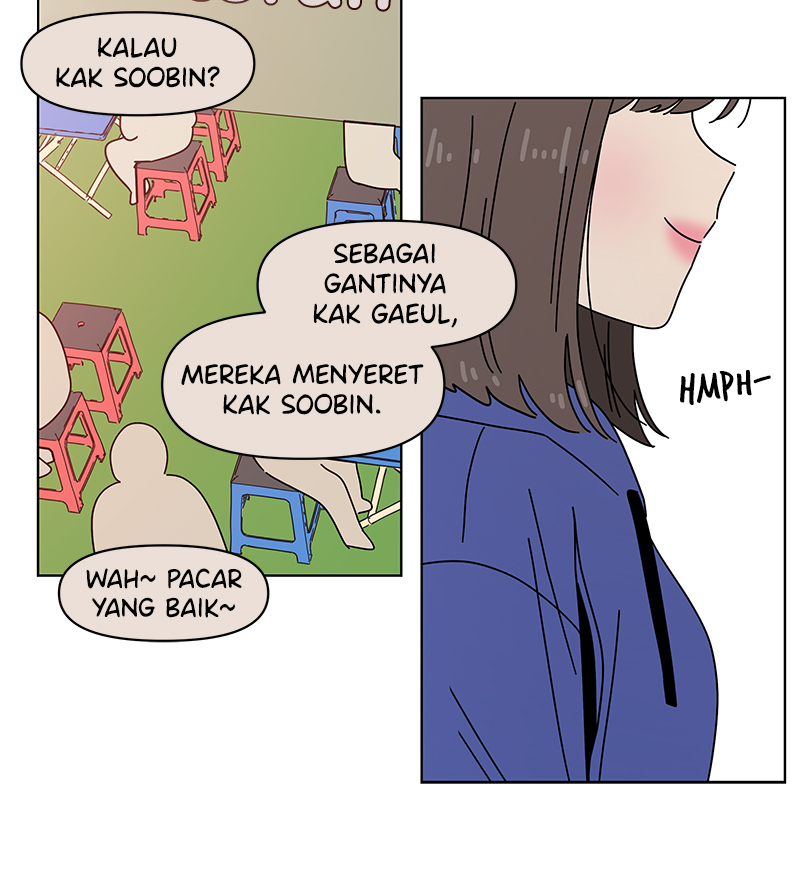 KALAU
KAK SOOBIN?
SEBAGAI
GANTINYA
KAK GAEUL,
MEREKA MENYERET
KAK SOOBIN.
HMPH-
WAH~ PACAR
YANG BAIK~